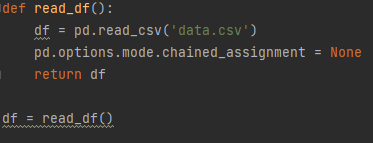 def read_df():
    df = pd.read_csv('data.csv')
    pd.options.mode.chained_assignment = None
    return df
df = read_df()